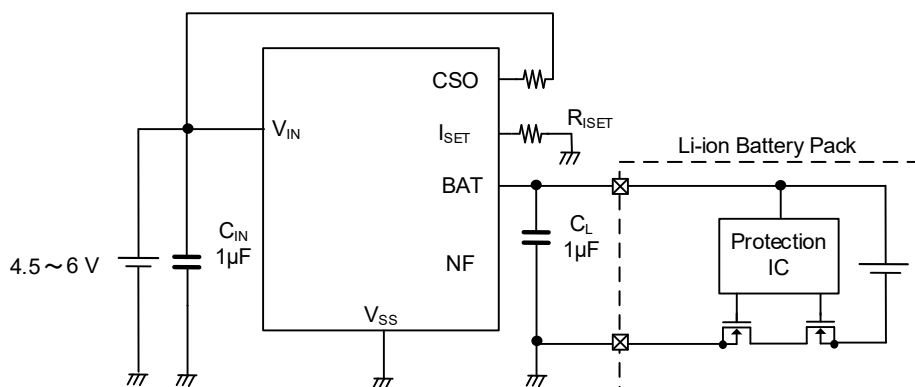 CSO
V_IN
I_SET
R_ISET
Li-ion Battery Pack
BAT
C_IN
1μF
C_L
1μF
Protection
IC
4.5～6 V
NF
V_SS